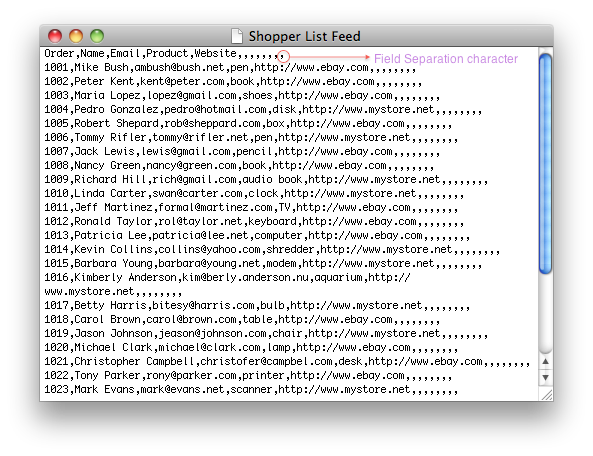 Shopper List Feed
Order,Name,Email,Product,Website,,,,,,,,
Field Separation character
1001,Mike Bush,ambush@bush.net,pen,http://www.ebay.com,,,,,,,,
1002,Peter Kent,kent@peter.com,book,http://www.ebay.com,,,,,,,,
1003,Maria Lopez,lopez@gmail.com,shoes,http://www.ebay.com,,,,,,,,
1004,Pedro Gonzalez,pedro@hotmail.com,disk,http://www.mystore.net,,,,,,,,
1005,Robert Shepard,rob@sheppard.com,box,http://www.ebay.com,,,,,,,,
1006,Tommy Rifler,tommy@rifler.net,pen,http://www.mystore.net,,,,,,,,
1007,Jack Lewis,lewis@gmail.com,pencil,http://www.ebay.com,,,,,,,,
1008,Nancy Green,nancy@green.com,book,http://www.ebay.com,,,,,,,,
1009,Richard Hill,rich@gmail.com,audio book,http://www.mystore.net,,,,,,,,
1010,Linda Carter,swan@carter.com,clock,http://www.mystore.net,,,,,,,,
1011,Jeff Martinez,formal@martinez.com,TV,http://www.ebay.com,,,,,,,,
1012,Ronald Taylor,rol@taylor.net,keyboard,http://www.ebay.com,,,,,,,,
1013,Patricia Lee,patricia@lee.net,computer,http://www.ebay.com,,,,,,,,
1014,Kevin Collins,collins@yahoo.com,shredder,http://www.mystore.net,,,,,,,,
1015,Barbara Young,barbara@young.net,modem,http://www.mystore.net,,,,,,,,
1016,Kimberly Anderson,kim@berly.anderson.nu,aquarium,http://
www.mystore.net,,,,,,,,
1017,Betty Harris,bitesy@harris.com,bulb,http://www.mystore.net,,,,,,,,
1018,Carol Brown,carol@brown.com,table,http://www.ebay.com,,,,,,,,
1019,Jason Johnson,jeason@johnson.com,chair,http://www.mystore.net,,,,,,,,
1020,Michael Clark,michael@clark.com,lamp,http://www.ebay.com,,,,,,,,
1021,Christopher Campbell,christofer@campbel.com,desk,http://www.ebay.com,,,,,,,,
1022,Tony Parker,rony@parker.com,printer,http://www.ebay.com,,,,,,,,
1023,Mark Evans,mark@evans.net,scanner,http://www.mystore.net,,,,,,,,